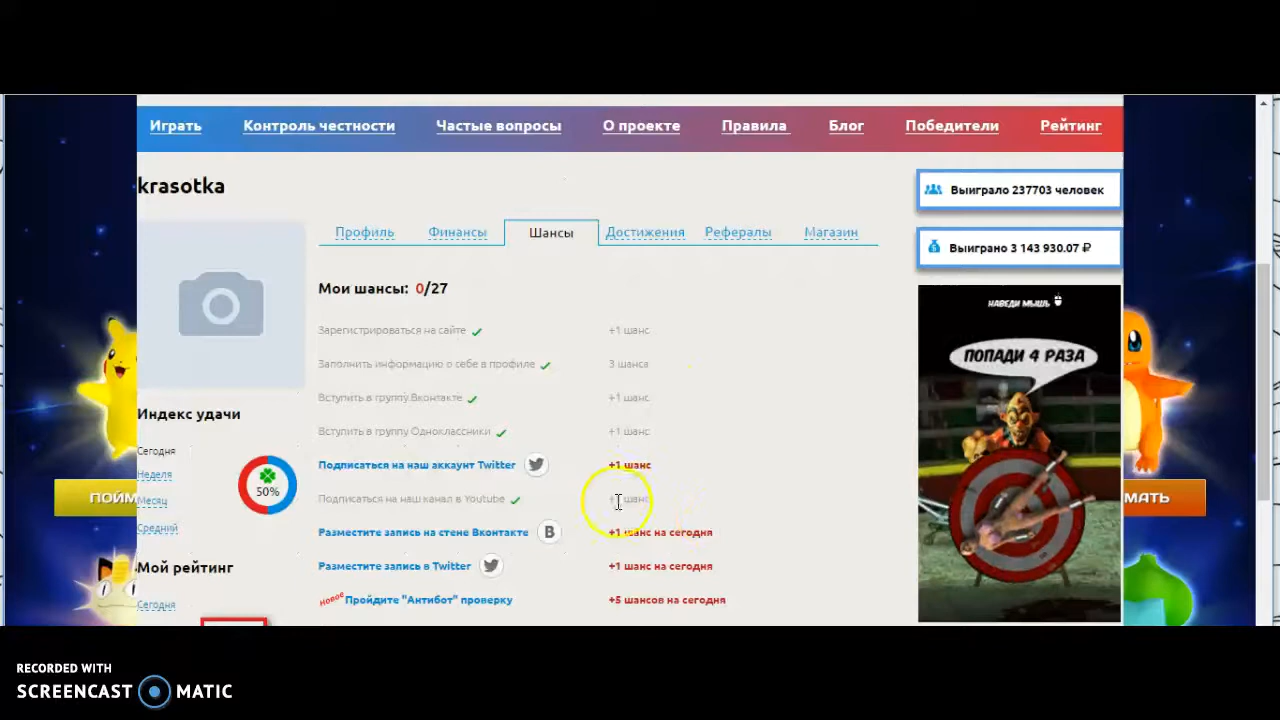 Играть Контроль честности Частые вопросы О проекте Правила Блог Победители Рейтинг
krasotka
Выиграло 237703 человек
Профиль Финансы Шансы Достижения Рефералы Магазин
Выиграно 3 143 930.07 ₽
Мои шансы: 0/27
НАВЕДИ МЫШЬ
Зарегистрироваться на сайте +1 шанс
ПОПАДИ 4 РАЗА
Заполнить информацию о себе в профиле 3 шанса
Вступить в группу Вконтакте +1 шанс
Индекс удачи
Вступить в группу Одноклассники +1 шанс
Сегодня
Подписаться на наш аккаунт Twitter +1 шанс
Неделя
50%
Месяц
Подписаться на наш канал в Youtube шанс
Средний
Разместите запись на стене Вконтакте В +1 шанс на сегодня
Мой рейтинг
Разместите запись в Twitter +1 шанс на сегодня
Новое Пройдите "Антибот" проверку +5 шансов на сегодня
Сегодня
RECORDED WITH
SCREENCAST MATIC